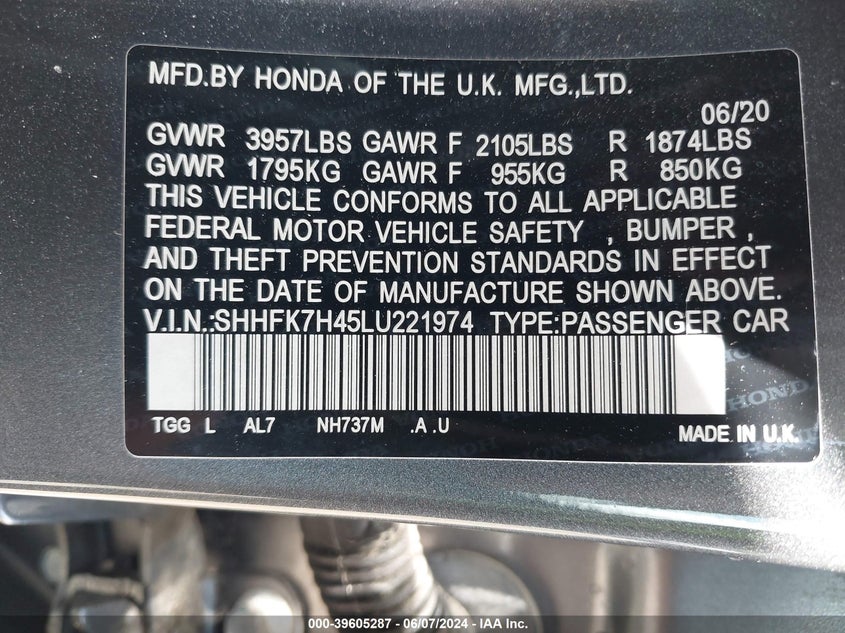 MFD.BY HONDA OF THE U.K. MFG.,LTD.
06/20
GVWR 3957LBS GAWR F 2105LBS R 1874LBS
GVWR 1795KG GAWR F 955KG R 850KG
THIS VEHICLE CONFORMS TO ALL APPLICABLE
FEDERAL MOTOR VEHICLE SAFETY , BUMPER ,
AND THEFT PREVENTION STANDARDS IN EFFECT
ON THE DATE OF MANUFACTURE SHOWN ABOVE.
V.I.N.:SHHFK7H45LU221974 TYPE:PASSENGER CAR
HONDA
TGG L AL7 NH737M .A .U
MADE IN U.K.
000-39605287 - 06/07/2024 - IAA Inc.